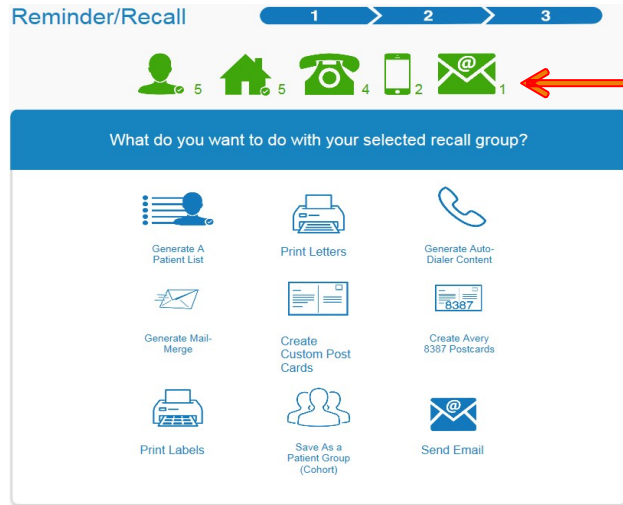 Reminder/Recall
1 2 3
5 5 4 2 1
What do you want to do with your selected recall group?
Generate A
Patient List
Print Letters
Generate Auto-
Dialer Content
Generate Mail-
Merge
Create
Custom Post
Cards
8387
Create Avery
8387 Postcards
Print Labels
Save As a
Patient Group
(Cohort)
Send Email